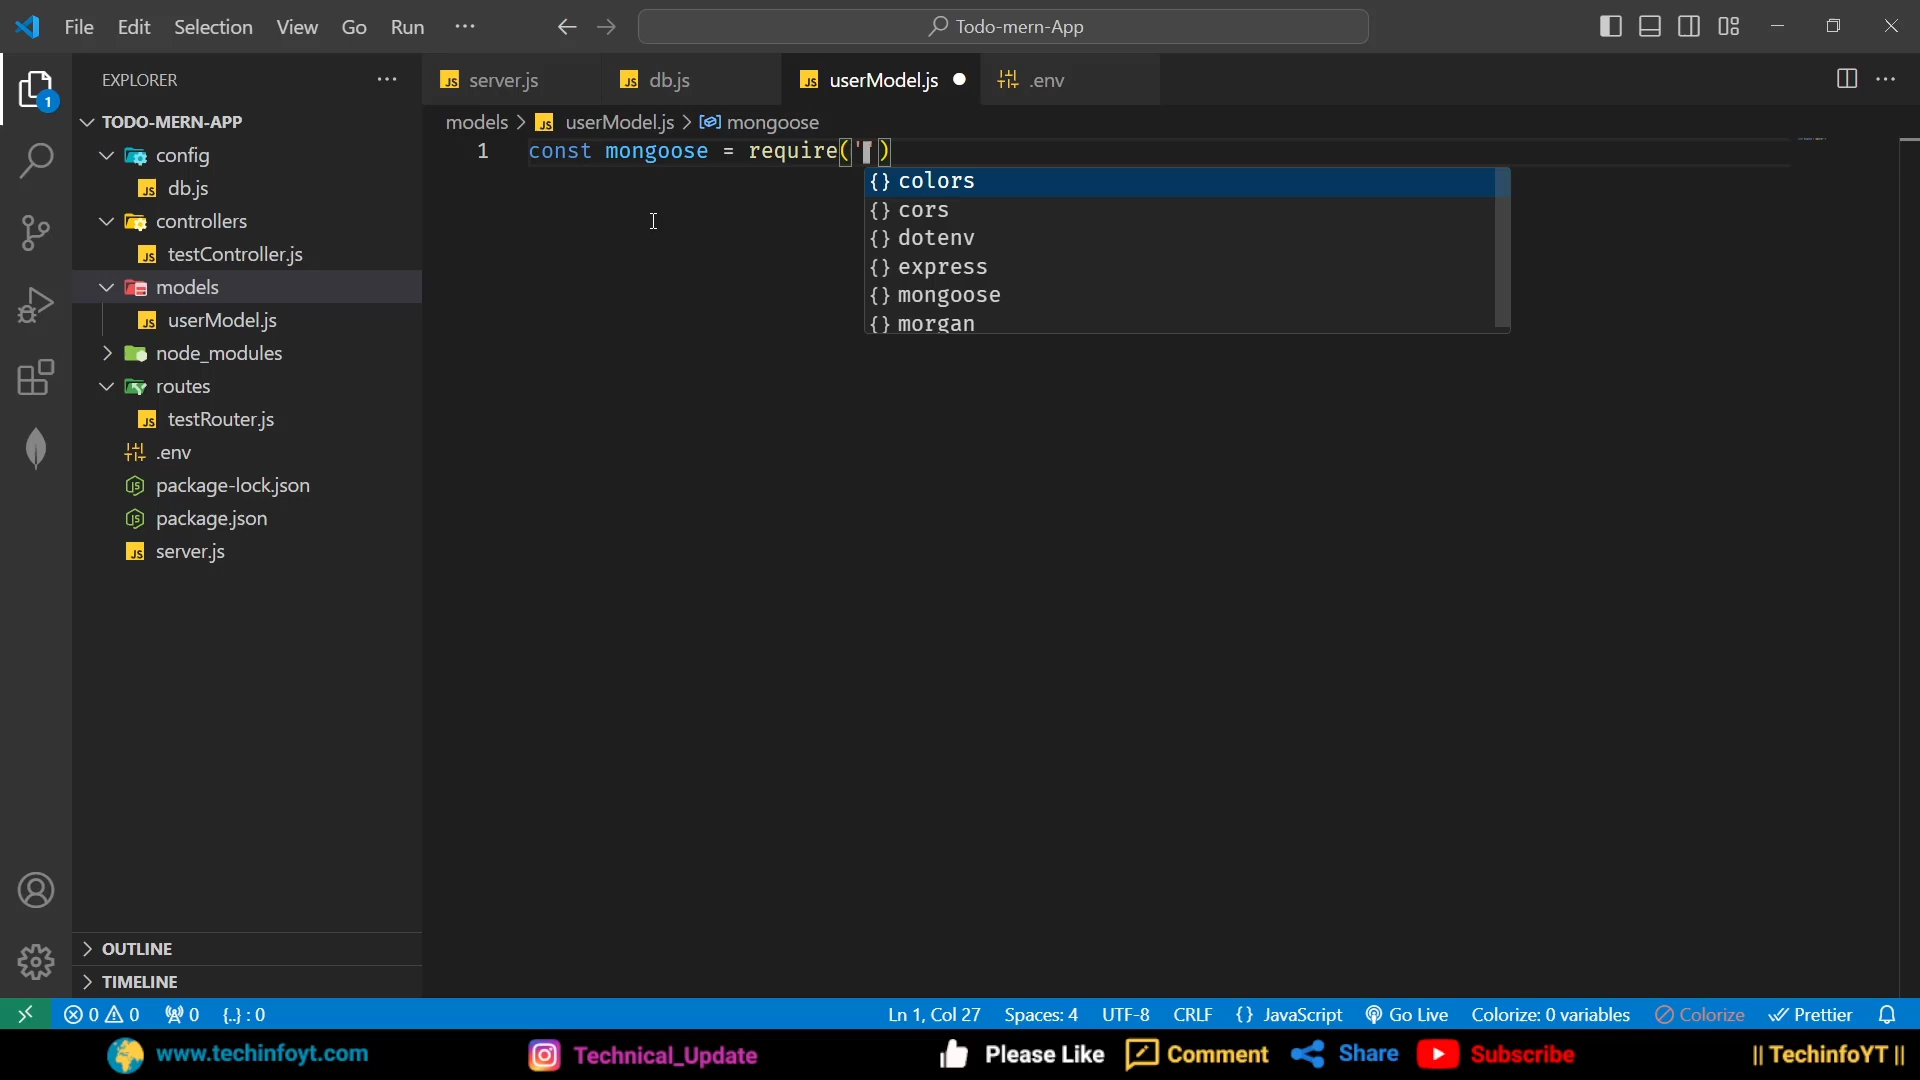 File Edit Selection View Go Run ···
Todo-mern-App
EXPLORER ···
server.js db.js userModel.js .env ···
TODO-MERN-APP
models > userModel.js > mongoose
config
db.js
controllers
testController.js
models
userModel.js
node_modules
routes
testRouter.js
.env
package-lock.json
package.json
server.js
1
1 const mongoose = require('')
{} colors
{} cors
{} dotenv
{} express
{} mongoose
{} morgan
OUTLINE
TIMELINE
0 0 0 {..} : 0 Ln 1, Col 27 Spaces: 4 UTF-8 CRLF {} JavaScript Go Live Colorize: 0 variables Colorize Prettier
www.techinfoyt.com Technical_Update Please Like Comment Share Subscribe || TechinfoYT ||